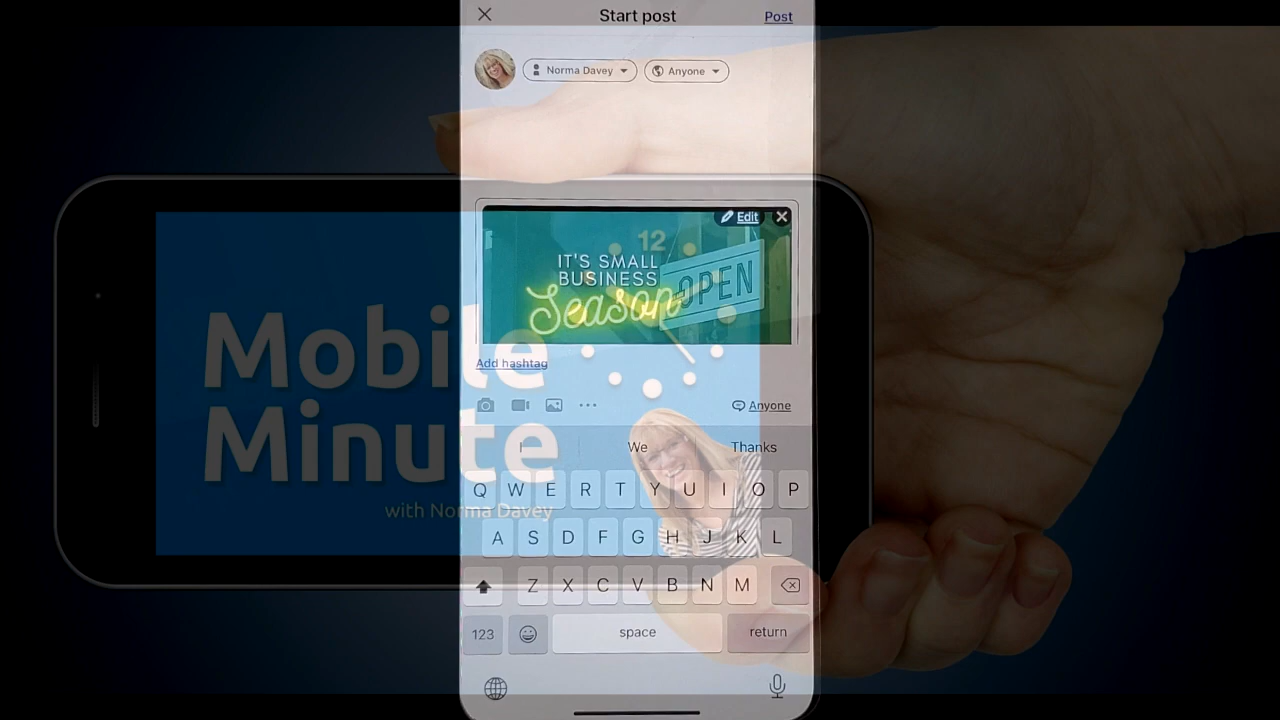 Start post
Post
Norma Davey
Anyone
Edit
12
IT'S SMALL
BUSINESS
Season
OPEN
Add hashtag
Anyone
Mobile
Minute
with Norma Davey
I
We
Thanks
Q W E R T Y U I O P
A S D F G H J K L
Z X C V B N M
123
space
return